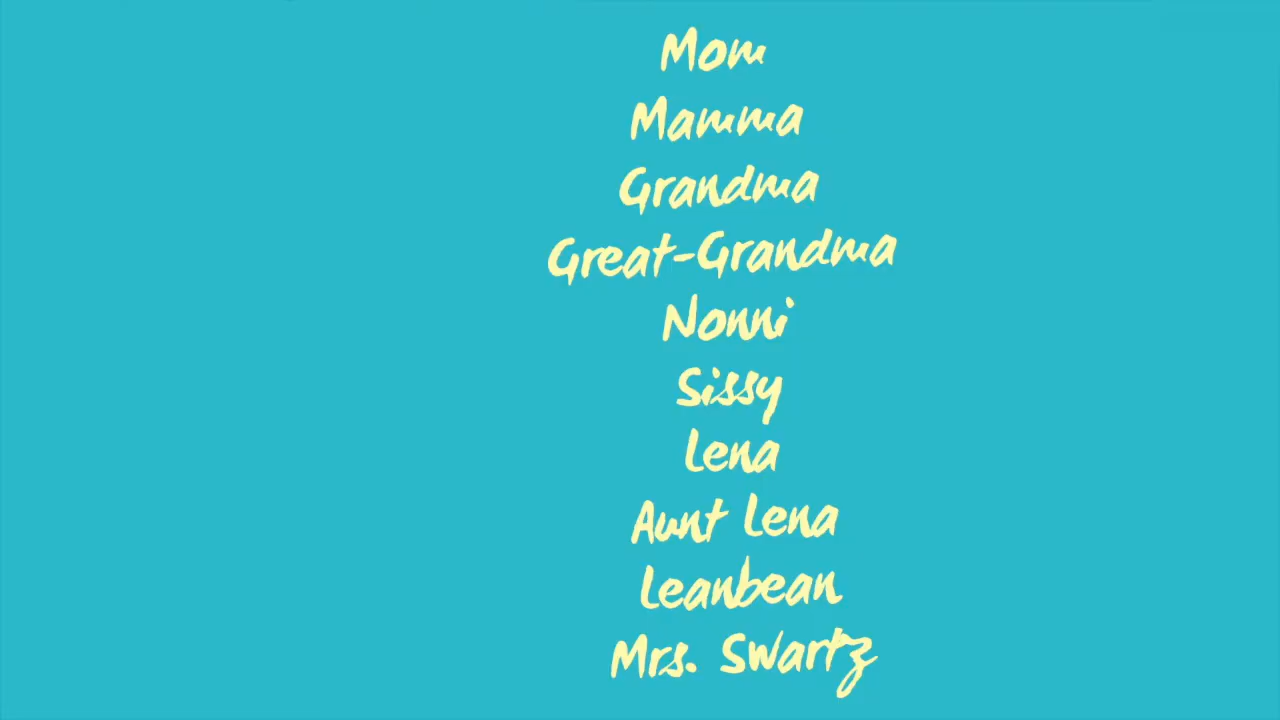 Mom
Mamma
Grandma
Great-Grandma
Nonni
Sissy
Lena
Aunt Lena
Leanbean
Mrs. Swartz